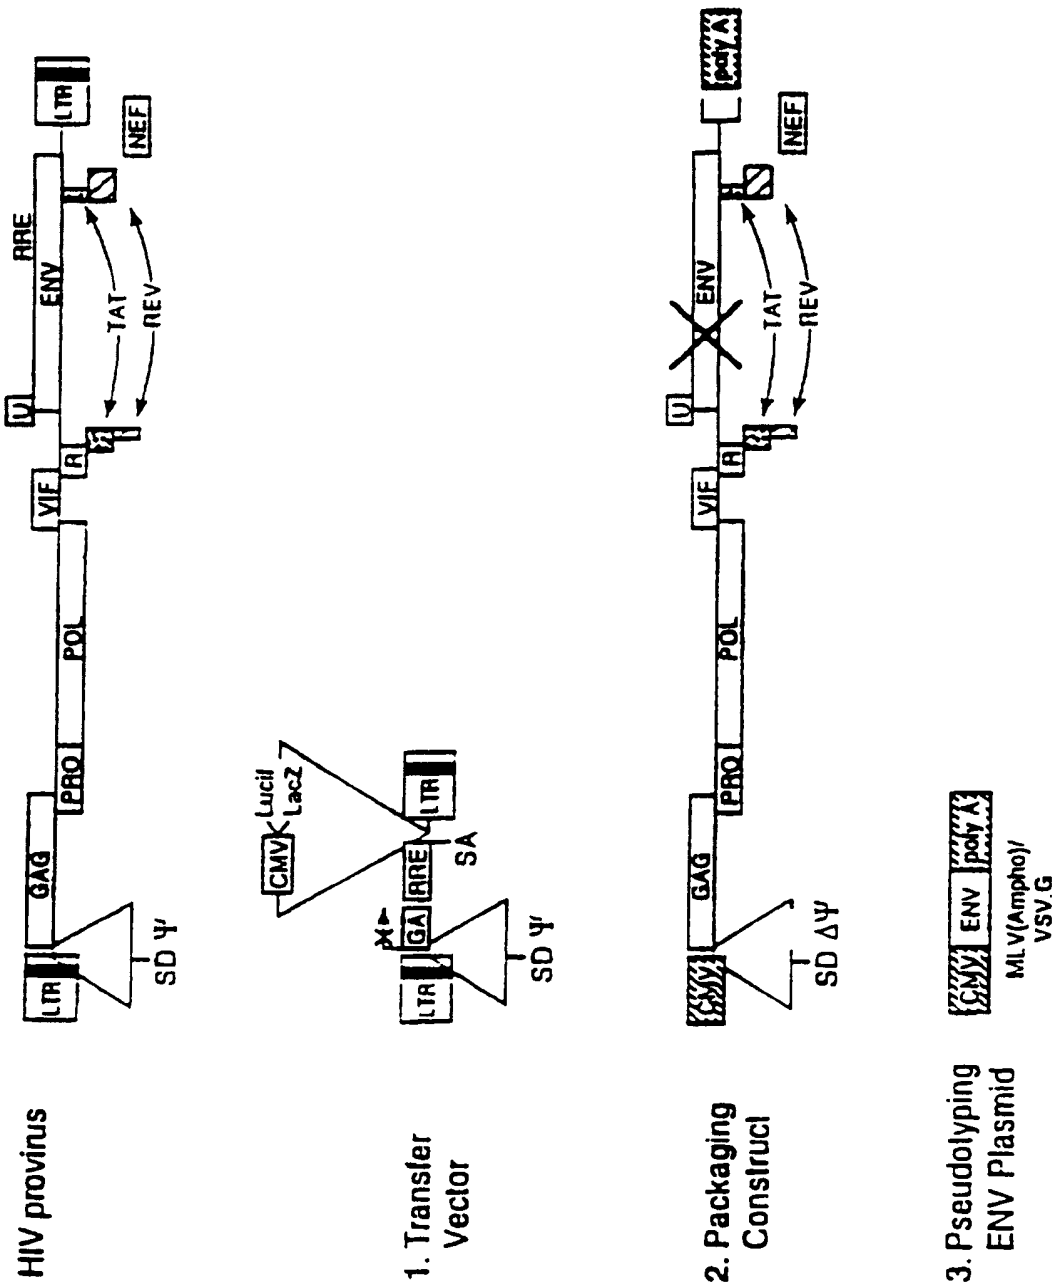 HIV provirus
LTR
SD Ψ
GAG
PRO
POL
VIF
R
U
TAT
REV
RRE
ENV
NEF
LTR
1. Transfer
Vector
LTR
SD Ψ
GA
X
RRE
SA
CMV
Lucif
LacZ
LTR
2. Packaging
Construct
CMV
SD ΔΨ
GAG
PRO
POL
VIF
R
U
TAT
REV
ENV
NEF
poly A
3. Pseudotyping
ENV Plasmid
CMV
ENV
poly A
MLV(Ampho)/
VSV.G